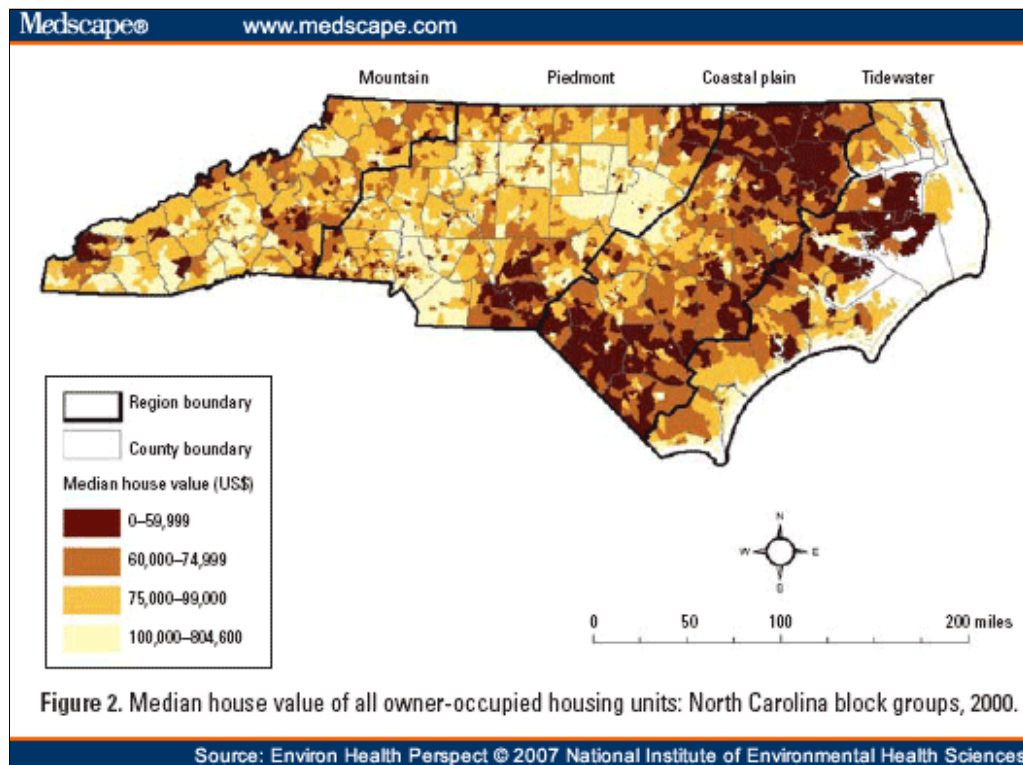 Medscape® www.medscape.com
Mountain Piedmont Coastal plain Tidewater
Region boundary
County boundary
Median house value (US$)
0–59,999
60,000–74,999
75,000–99,000
100,000–804,600
N
W E
S
0 50 100 200 miles
Figure 2. Median house value of all owner-occupied housing units: North Carolina block groups, 2000.
Source: Environ Health Perspect © 2007 National Institute of Environmental Health Sciences